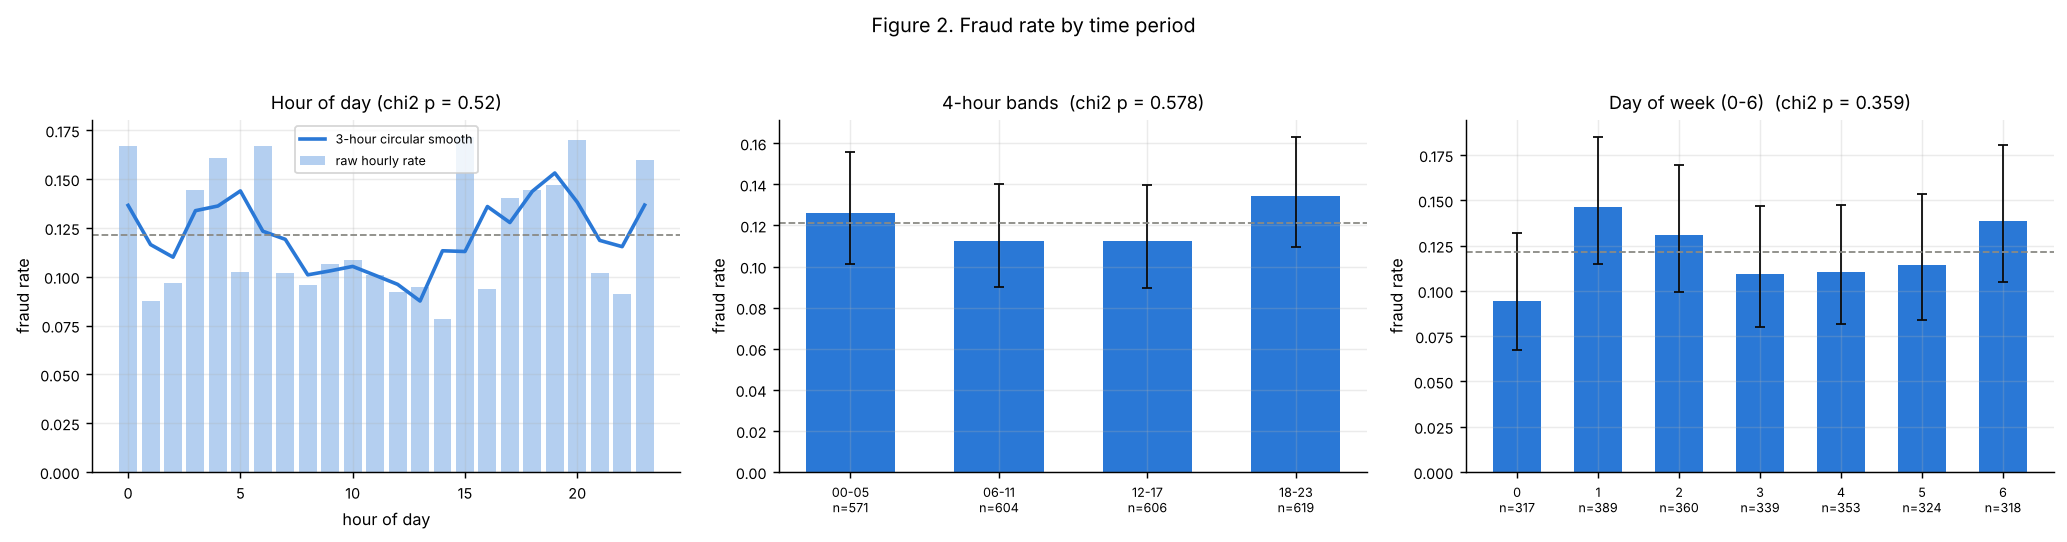 Figure 2. Fraud rate by time period
Hour of day (chi2 p = 0.52)
fraud rate
0.175
0.150
0.125
0.100
0.075
0.050
0.025
0.000
3-hour circular smooth
raw hourly rate
0 5 10 15 20
hour of day
4-hour bands (chi2 p = 0.578)
fraud rate
0.16
0.14
0.12
0.10
0.08
0.06
0.04
0.02
0.00
00-05 06-11 12-17 18-23
n=571 n=604 n=606 n=619
Day of week (0-6) (chi2 p = 0.359)
fraud rate
0.175
0.150
0.125
0.100
0.075
0.050
0.025
0.000
0 1 2 3 4 5 6
n=317 n=389 n=360 n=339 n=353 n=324 n=318